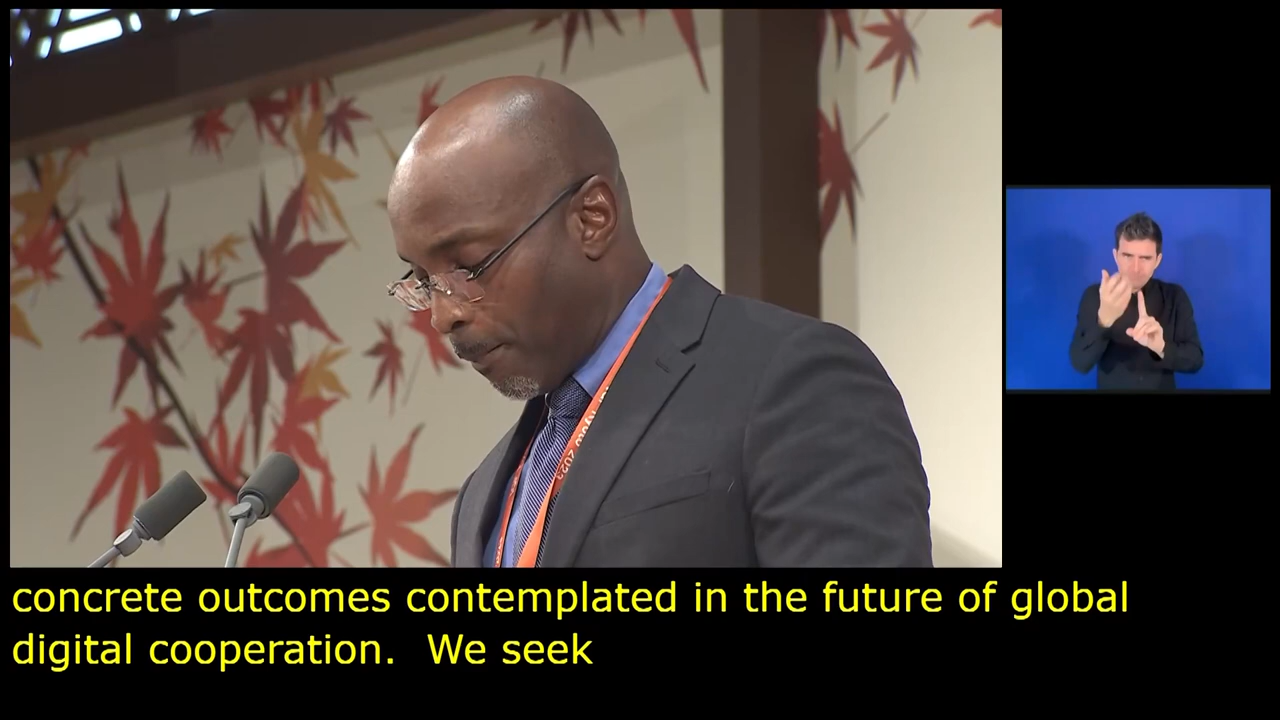 concrete outcomes contemplated in the future of global
digital cooperation.  We seek